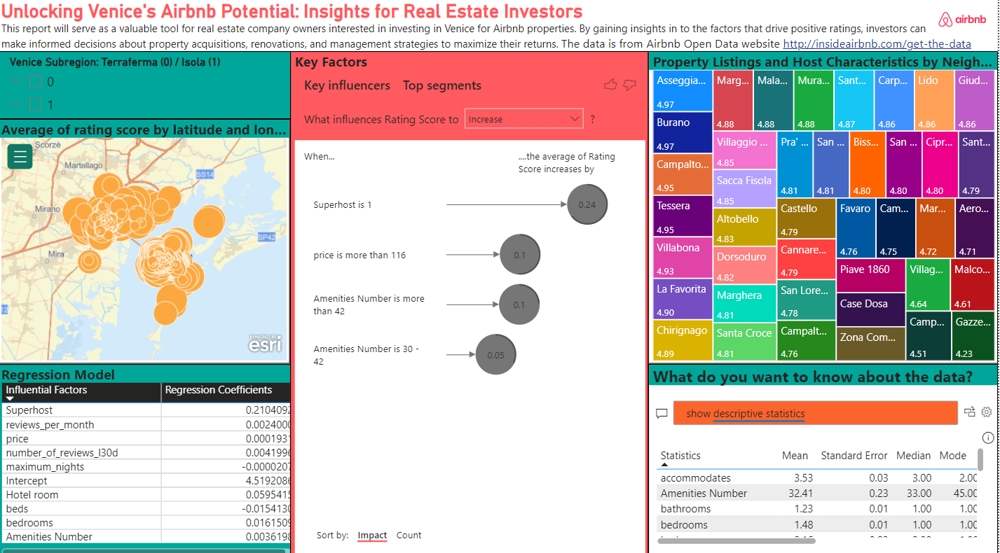 Unlocking Venice's Airbnb Potential: Insights for Real Estate Investors
airbnb
This report will serve as a valuable tool for real estate company owners interested in investing in Venice for Airbnb properties. By gaining insights in to the factors that drive positive ratings, investors can
make informed decisions about property acquisitions, renovations, and management strategies to maximize their returns. The data is from Airbnb Open Data website http://insideairbnb.com/get-the-data
Venice Subregion: Terraferma (0) / Isola (1)
0
1
Average of rating score by latitude and lon...
Scorzè
Martellago
SS14
Mirano
SP42
Mira
12
POWERED BY
esri
Regression Model
Influential Factors Regression Coefficients
Superhost 0.2104092
reviews_per_month 0.0024000
price 0.0001931
number_of_reviews_l30d 0.0041996
maximum_nights -0.0000207
Intercept 4.5192086
Hotel room 0.0595415
beds -0.0154130
bedrooms 0.0161509
Amenities Number 0.0036198
Key Factors
Key influencers Top segments
What influences Rating Score to Increase ?
When... ....the average of Rating
Score increases by
Superhost is 1 0.24
price is more than 116 0.1
Amenities Number is more
than 42
0.1
Amenities Number is 30 -
42
0.05
Sort by: Impact Count
Property Listings and Host Characteristics by Neigh...
Asseggia...
4.97
Burano
4.97
Campalto...
4.95
Tessera
4.95
Villabona
4.93
La Favorita
4.90
Chirignago
4.89
Marg...
4.88
Mala...
4.88
Mura...
4.88
Sant...
4.87
Carp...
4.86
Lido
4.86
Giud...
4.86
Villaggio ...
4.85
Sacca Fisola
4.85
Altobello
4.83
Dorsoduro
4.82
Marghera
4.81
Santa Croce
4.81
Pra' ...
4.81
San ...
4.81
Biss...
4.80
San ...
4.80
Cipr...
4.80
Sant...
4.79
Castello
4.79
Cannare...
4.79
San Lore...
4.78
Campalt...
4.76
Favaro
4.76
Cam...
4.75
Mar...
4.72
Aero...
4.71
Piave 1860
Case Dosa
Zona Com...
Villag...
4.64
Malco...
4.61
Camp...
4.51
Gazze...
4.23
What do you want to know about the data?
show descriptive statistics
Statistics Mean Standard Error Median Mode
accommodates 3.53 0.03 3.00 2.00
Amenities Number 32.41 0.23 33.00 45.00
bathrooms 1.23 0.01 1.00 1.00
bedrooms 1.48 0.01 1.00 1.00